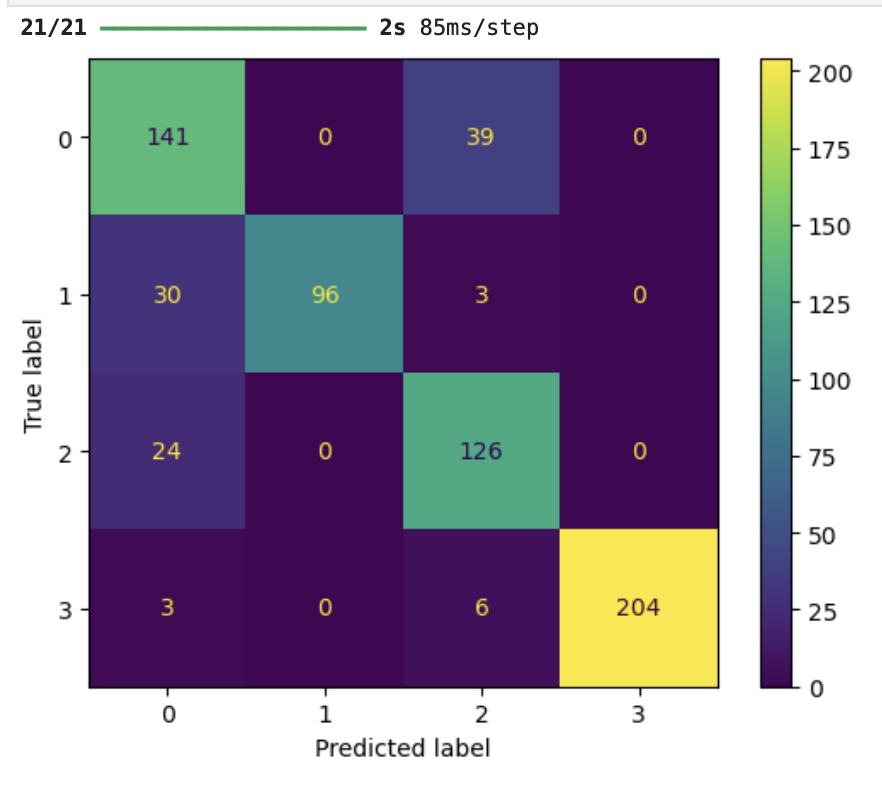 21/21 ━━━━━━━━━━━━━━━━━━━━ 2s 85ms/step
200
0 141 0 39 0
175
150
1 30 96 3 0
125
100
True label
2 24 0 126 0
75
50
3 3 0 6 204
25
0
0 1 2 3
Predicted label